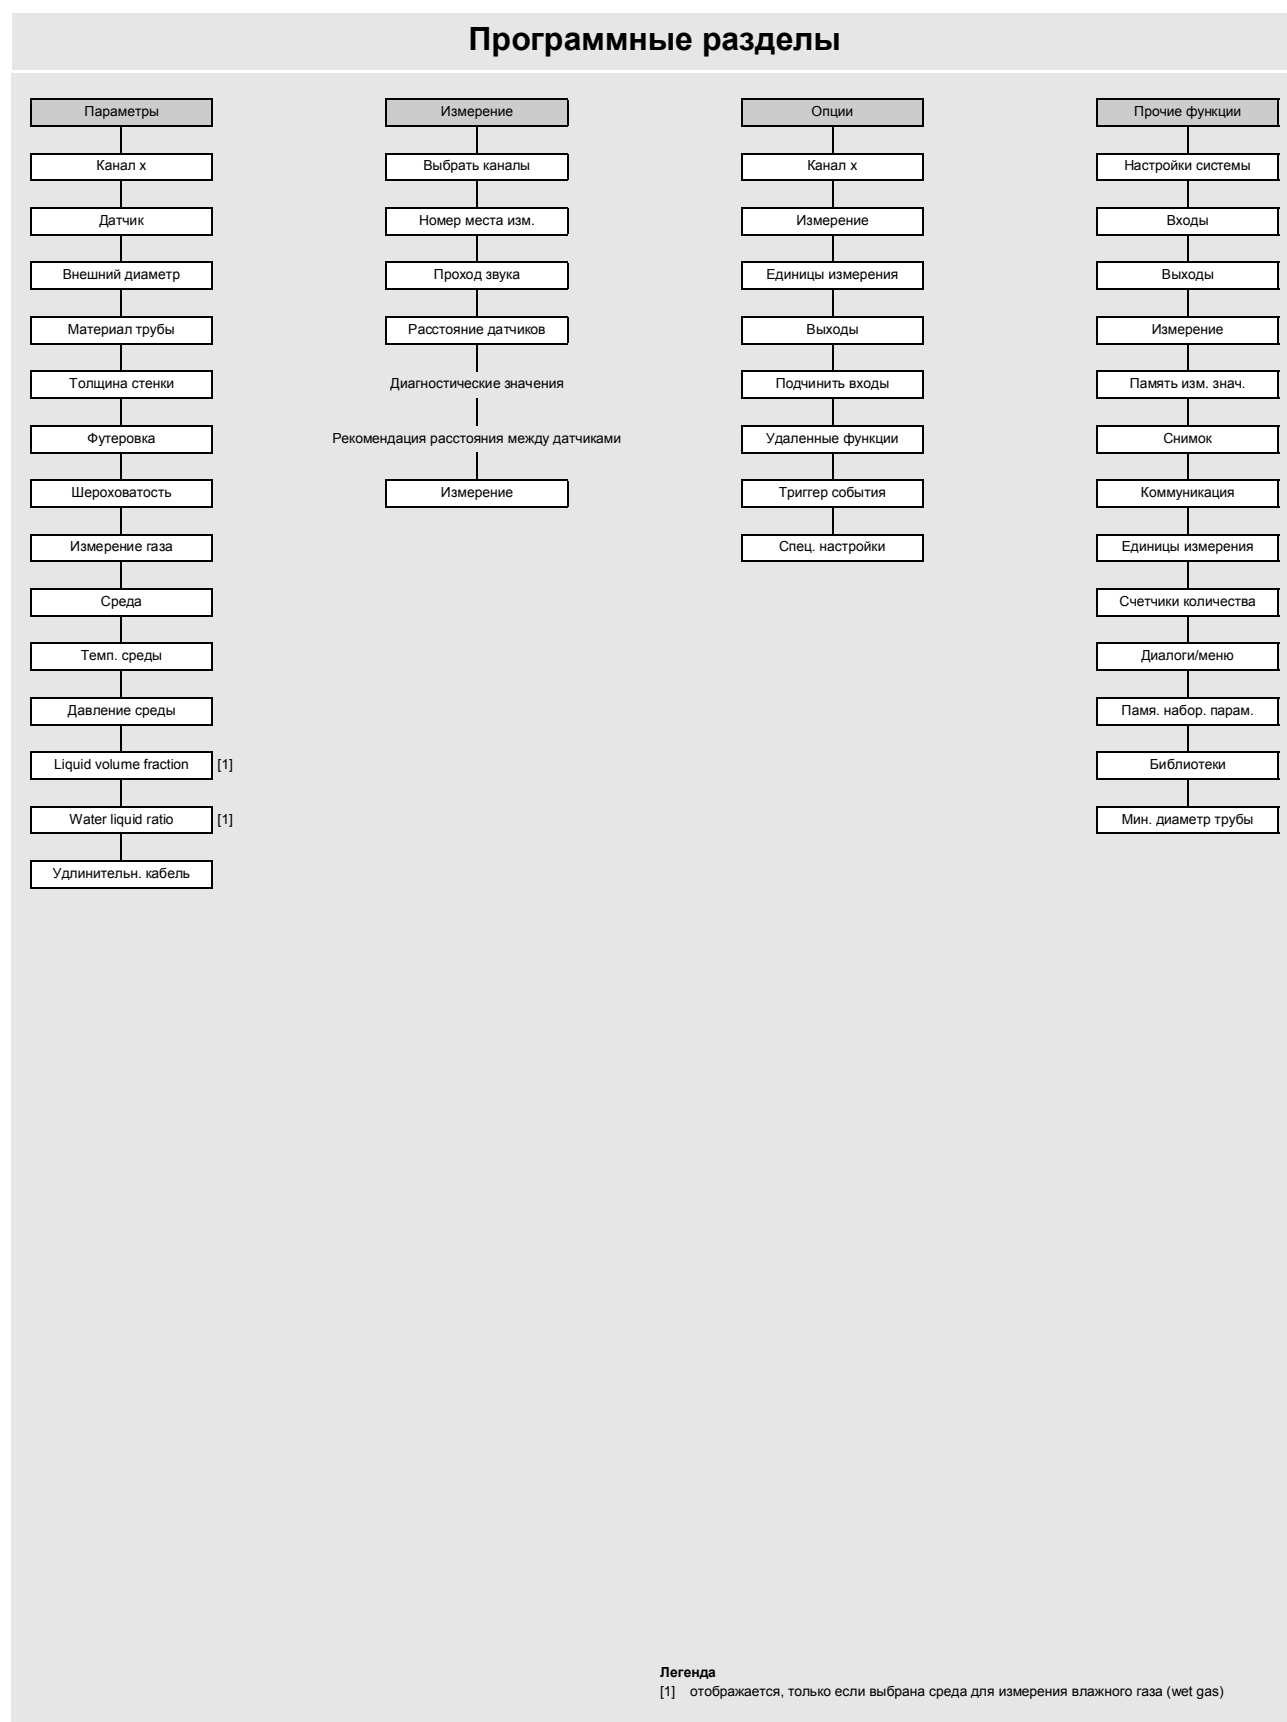 Программные разделы
Параметры
Канал x
Датчик
Внешний диаметр
Материал трубы
Толщина стенки
Футеровка
Шероховатость
Измерение газа
Среда
Темп. среды
Давление среды
Liquid volume fraction [1]
Water liquid ratio [1]
Удлинительн. кабель
Измерение
Выбрать каналы
Номер места изм.
Проход звука
Расстояние датчиков
Диагностические значения
Рекомендация расстояния между датчиками
Измерение
Опции
Канал x
Измерение
Единицы измерения
Выходы
Подчинить входы
Удаленные функции
Триггер события
Спец. настройки
Прочие функции
Настройки системы
Входы
Выходы
Измерение
Память изм. знач.
Снимок
Коммуникация
Единицы измерения
Счетчики количества
Диалоги/меню
Памя. набор. парам.
Библиотеки
Мин. диаметр трубы
Легенда
[1] отображается, только если выбрана среда для измерения влажного газа (wet gas)